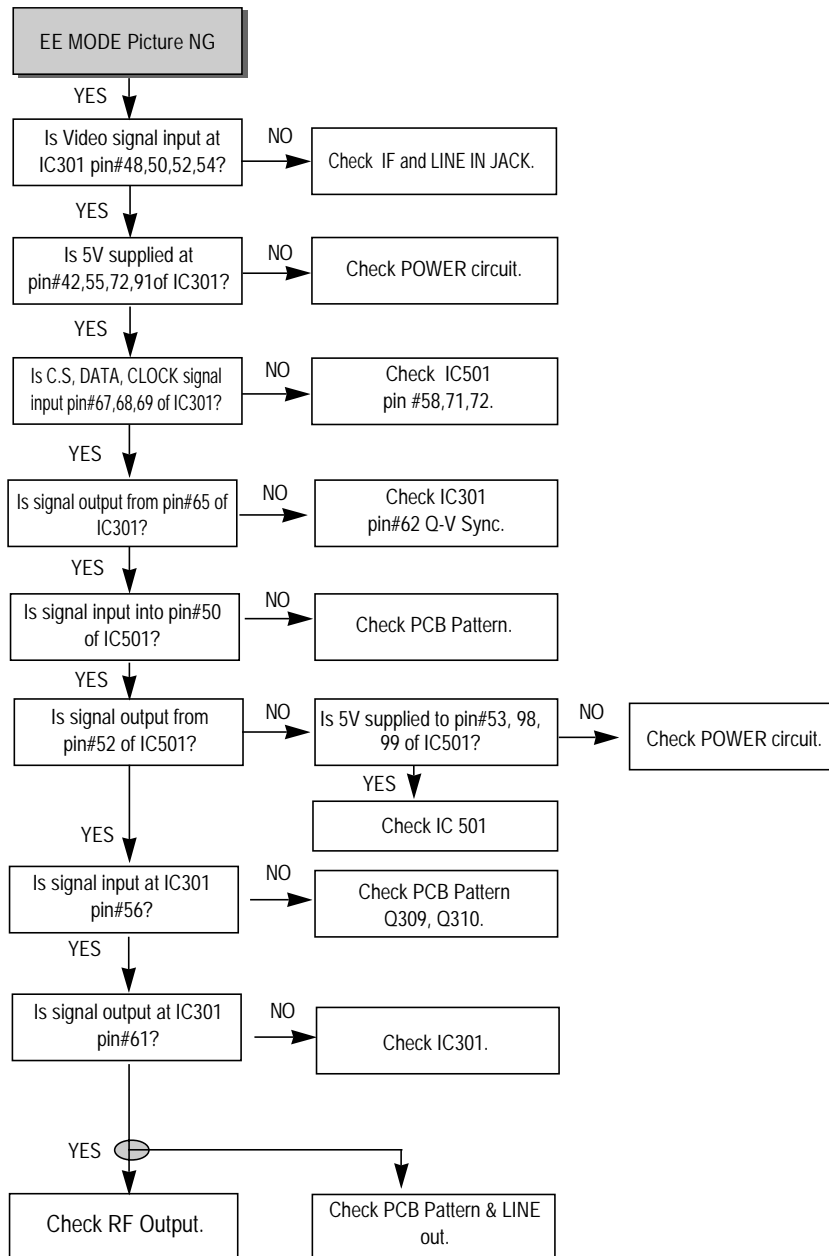 EE MODE Picture NG
YES
Is Video signal input at
IC301 pin#48,50,52,54?
NO
Check IF and LINE IN JACK.
YES
Is 5V supplied at
pin#42,55,72,91of IC301?
NO
Check POWER circuit.
YES
Is C.S, DATA, CLOCK signal
input pin#67,68,69 of IC301?
NO
Check IC501
pin #58,71,72.
YES
Is signal output from pin#65 of
IC301?
NO
Check IC301
pin#62 Q-V Sync.
YES
Is signal input into pin#50
of IC501?
NO
Check PCB Pattern.
YES
Is signal output from
pin#52 of IC501?
NO
Is 5V supplied to pin#53, 98,
99 of IC501?
NO
Check POWER circuit.
YES
Check IC 501
YES
Is signal input at IC301
pin#56?
NO
Check PCB Pattern
Q309, Q310.
YES
Is signal output at IC301
pin#61?
NO
Check IC301.
YES
Check RF Output.
Check PCB Pattern & LINE
out.